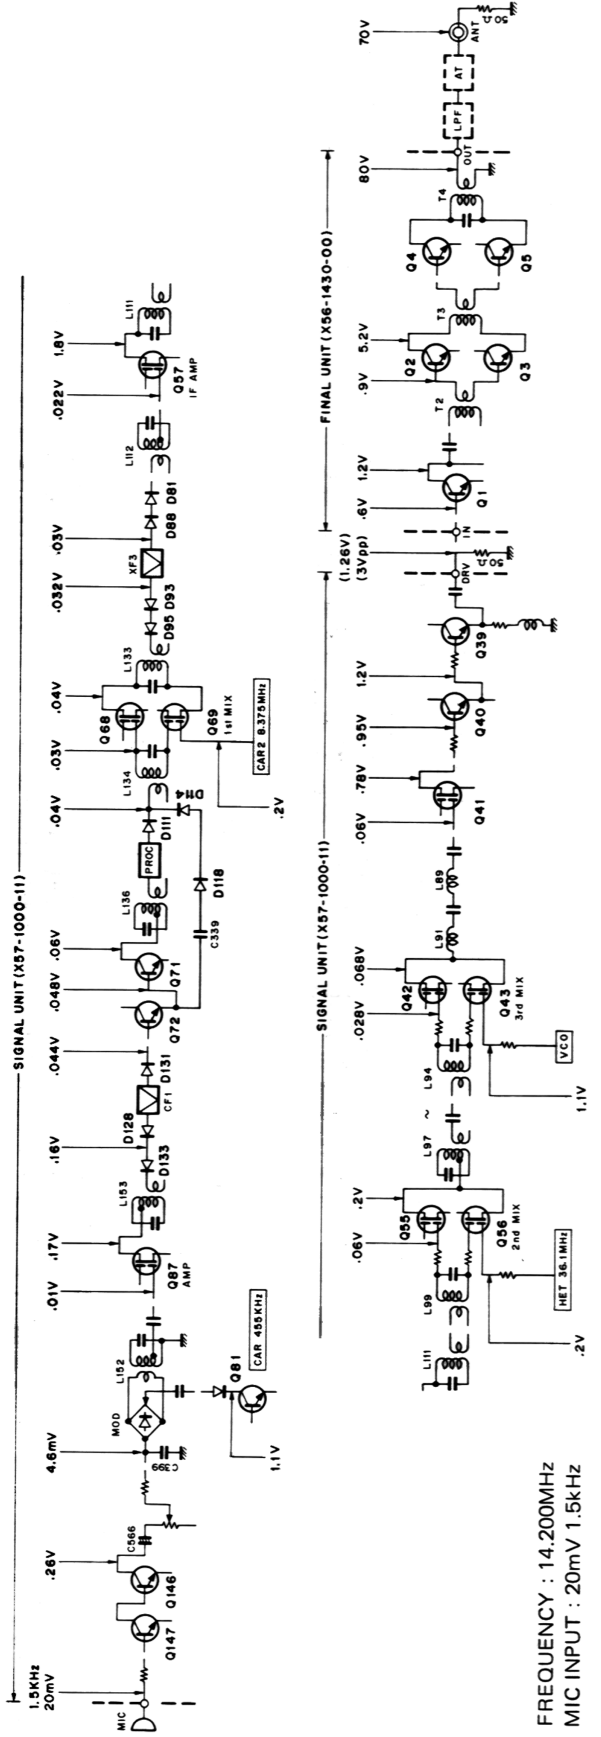 SIGNAL UNIT (X57-1000-11)
1.5KHz
20mV
.26V
4.6mV
.01V
.17V
.16V
.044V
.048V
.06V
.04V
.03V
.04V
.032V
.03V
.022V
1.8V
MIC
Q147
Q146
C566
C399
MOD
L152
Q87
AMP
L153
D133
D128
CF1
D131
Q72
Q71
L136
PROC
D111
L134
Q68
L133
D95 D93
XF3
D88 D81
L112
Q57
IF AMP
L111
1.1V
Q81
CAR 455KHz
C339
D118
D114
.2V
Q69
1st MIX
CAR2 8.375MHz
SIGNAL UNIT (X57-1000-11)
FINAL UNIT (X56-1430-00)
.06V
.2V
.028V
.068V
.06V
.78V
.95V
1.2V
(1.26V)
(3Vpp)
.6V
1.2V
.9V
5.2V
80V
70V
L111
L99
Q55
Q56
2nd MIX
L97
~
L94
Q42
Q43
3rd MIX
L91
L89
Q41
Q40
Q39
DRV
50Ω
IN
Q1
T2
Q2
Q3
T3
Q4
Q5
T4
OUT
LPF
AT
ANT
50Ω
.2V
HET 36.1MHz
1.1V
VCO
FREQUENCY : 14.200MHz
MIC INPUT : 20mV 1.5kHz